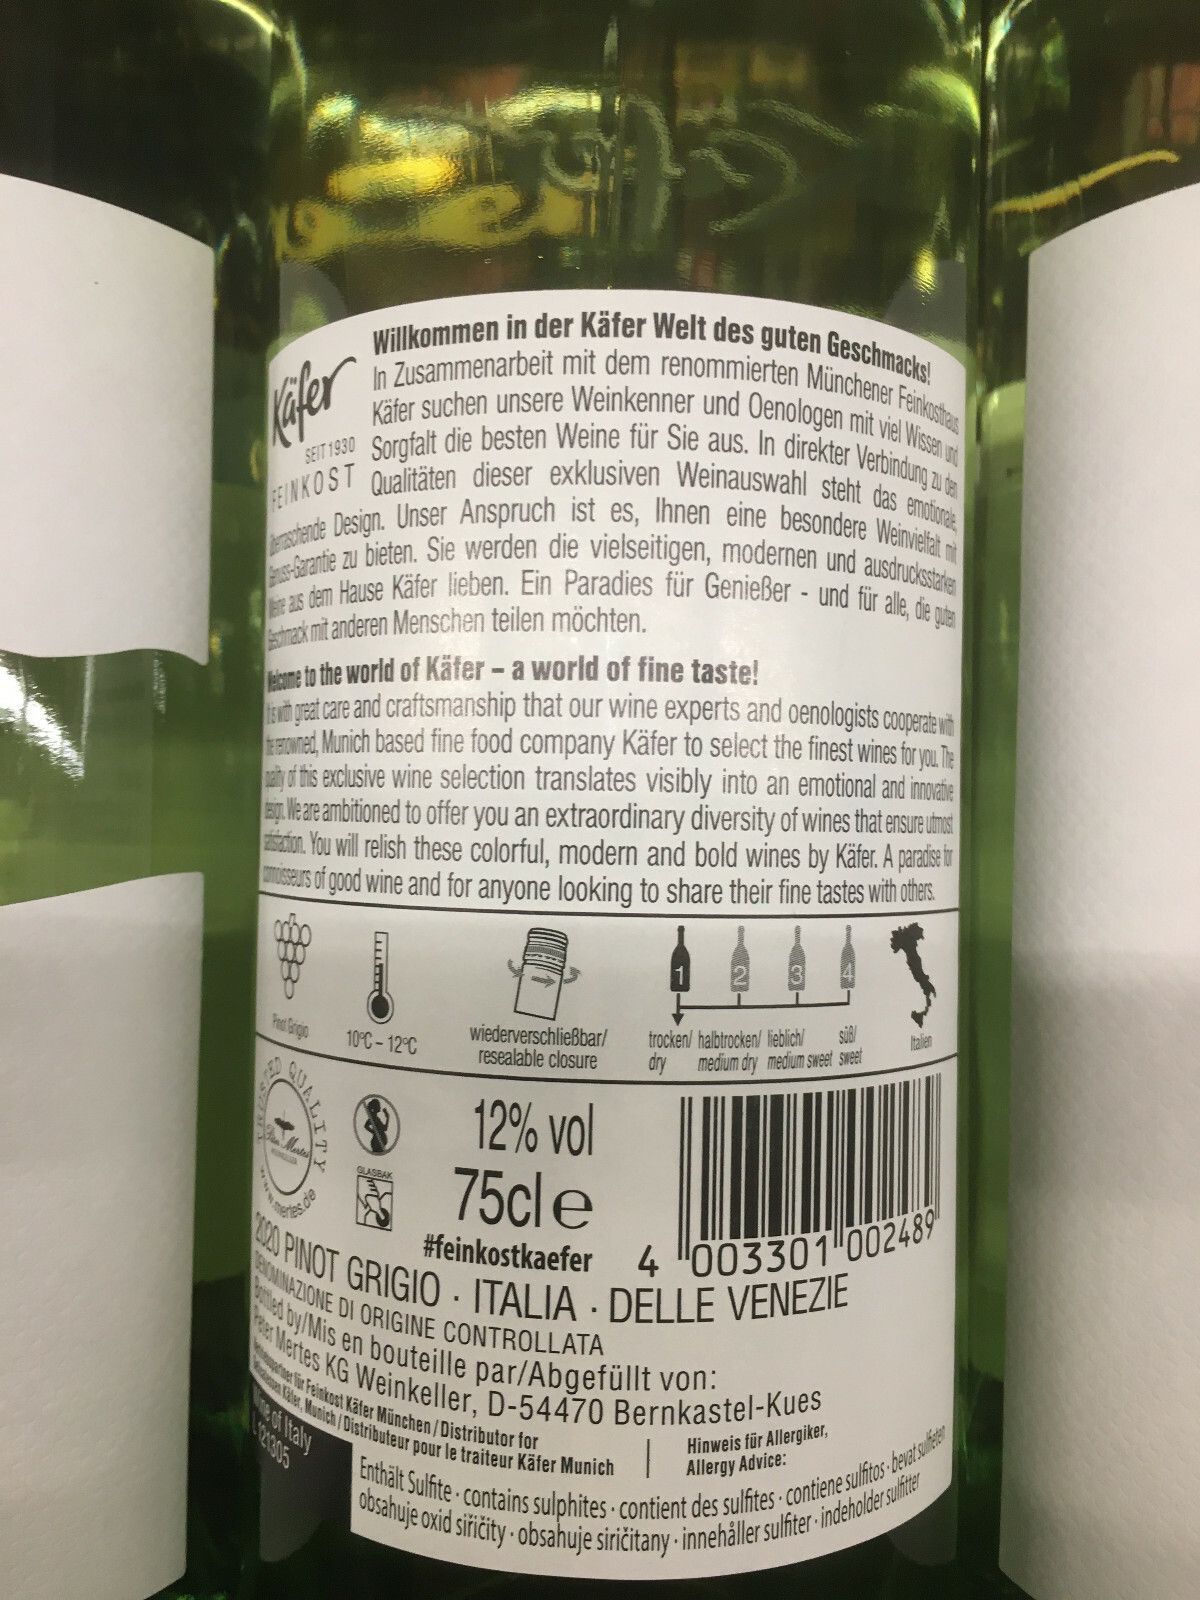 Käfer
SEIT 1930
FEINKOST
Willkommen in der Käfer Welt des guten Geschmacks!
In Zusammenarbeit mit dem renommierten Münchener Feinkosthaus
Käfer suchen unsere Weinkenner und Oenologen mit viel Wissen und
Sorgfalt die besten Weine für Sie aus. In direkter Verbindung zu den
Qualitäten dieser exklusiven Weinauswahl steht das emotionale,
überraschende Design. Unser Anspruch ist es, Ihnen eine besondere Weinvielfalt mit
Genuss-Garantie zu bieten. Sie werden die vielseitigen, modernen und ausdrucksstarken
Weine aus dem Hause Käfer lieben. Ein Paradies für Genießer - und für alle, die guten
Geschmack mit anderen Menschen teilen möchten.
Welcome to the world of Käfer – a world of fine taste!
It is with great care and craftsmanship that our wine experts and oenologists cooperate with
the renowned, Munich based fine food company Käfer to select the finest wines for you. The
quality of this exclusive wine selection translates visibly into an emotional and innovative
design. We are ambitioned to offer you an extraordinary diversity of wines that ensure utmost
satisfaction. You will relish these colorful, modern and bold wines by Käfer. A paradise for
connoisseurs of good wine and for anyone looking to share their fine tastes with others.
1 2 3 4
Pinot Grigio
10°C – 12°C
wiederverschließbar/
resealable closure
trocken/ halbtrocken/ lieblich/ süß/
dry medium dry medium sweet sweet
Italien
TRUSTED QUALITY
Peter Mertes
www.mertes.de
GLASBAK
12% vol
75cl e
#feinkostkaefer
4 003301 002489
2020 PINOT GRIGIO · ITALIA · DELLE VENEZIE
DENOMINAZIONE DI ORIGINE CONTROLLATA
Bottled by/Mis en bouteille par/Abgefüllt von:
Peter Mertes KG Weinkeller, D-54470 Bernkastel-Kues
für Feinkost Käfer München / Distributor for
Käfer, Munich / Distributeur pour le traiteur Käfer Munich
Wine of Italy
L 121305
Hinweis für Allergiker,
Allergy Advice:
Enthält Sulfite · contains sulphites · contient des sulfites · contiene sulfitos · bevat sulfieten
obsahuje oxid siřičitý · obsahuje siričitany · innehåller sulfiter · indeholder sulfitter